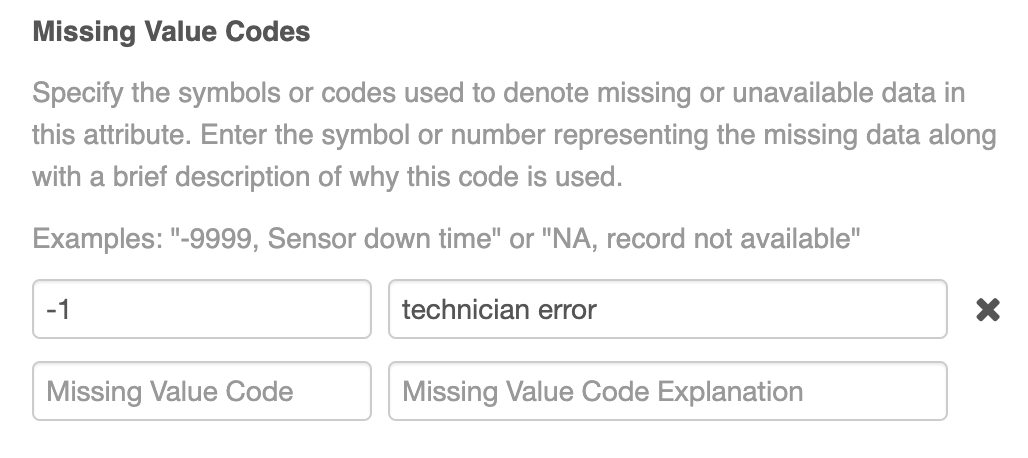 Missing Value Codes
Specify the symbols or codes used to denote missing or unavailable data in
this attribute. Enter the symbol or number representing the missing data along
with a brief description of why this code is used.
Examples: "-9999, Sensor down time" or "NA, record not available"
-1 technician error
Missing Value Code Missing Value Code Explanation